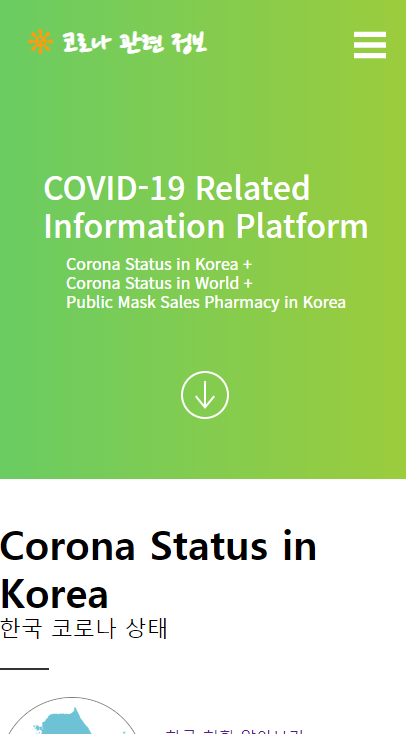 코로나 관련 정보
COVID-19 Related
Information Platform
Corona Status in Korea +
Corona Status in World +
Public Mask Sales Pharmacy in Korea
Corona Status in
Korea
한국 코로나 상태